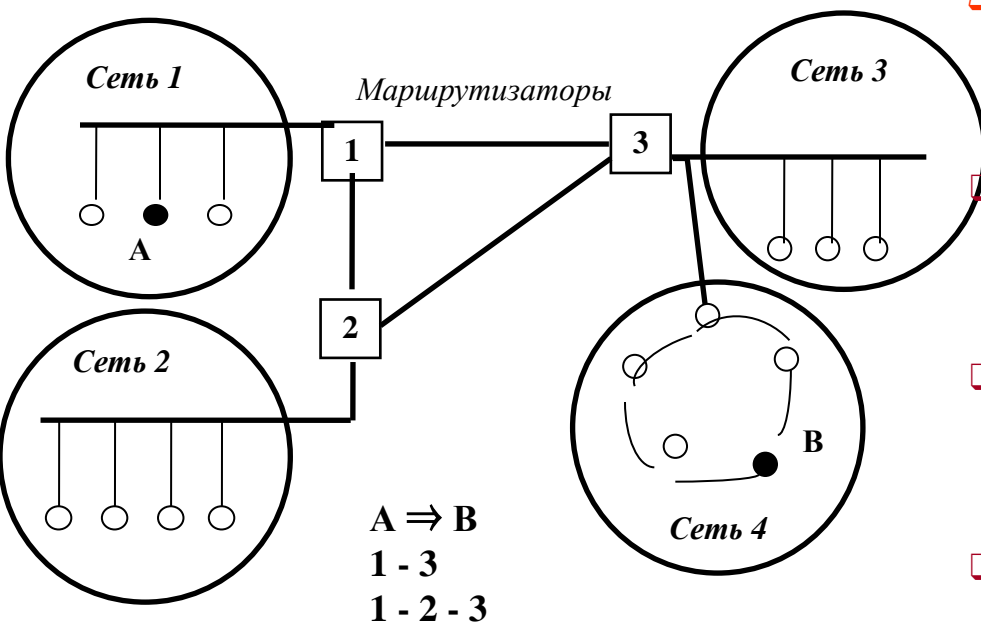 Сеть 1
Маршрутизаторы
Сеть 3
1
3
A
2
Сеть 2
B
Сеть 4
A ⇒ B
1 - 3
1 - 2 - 3